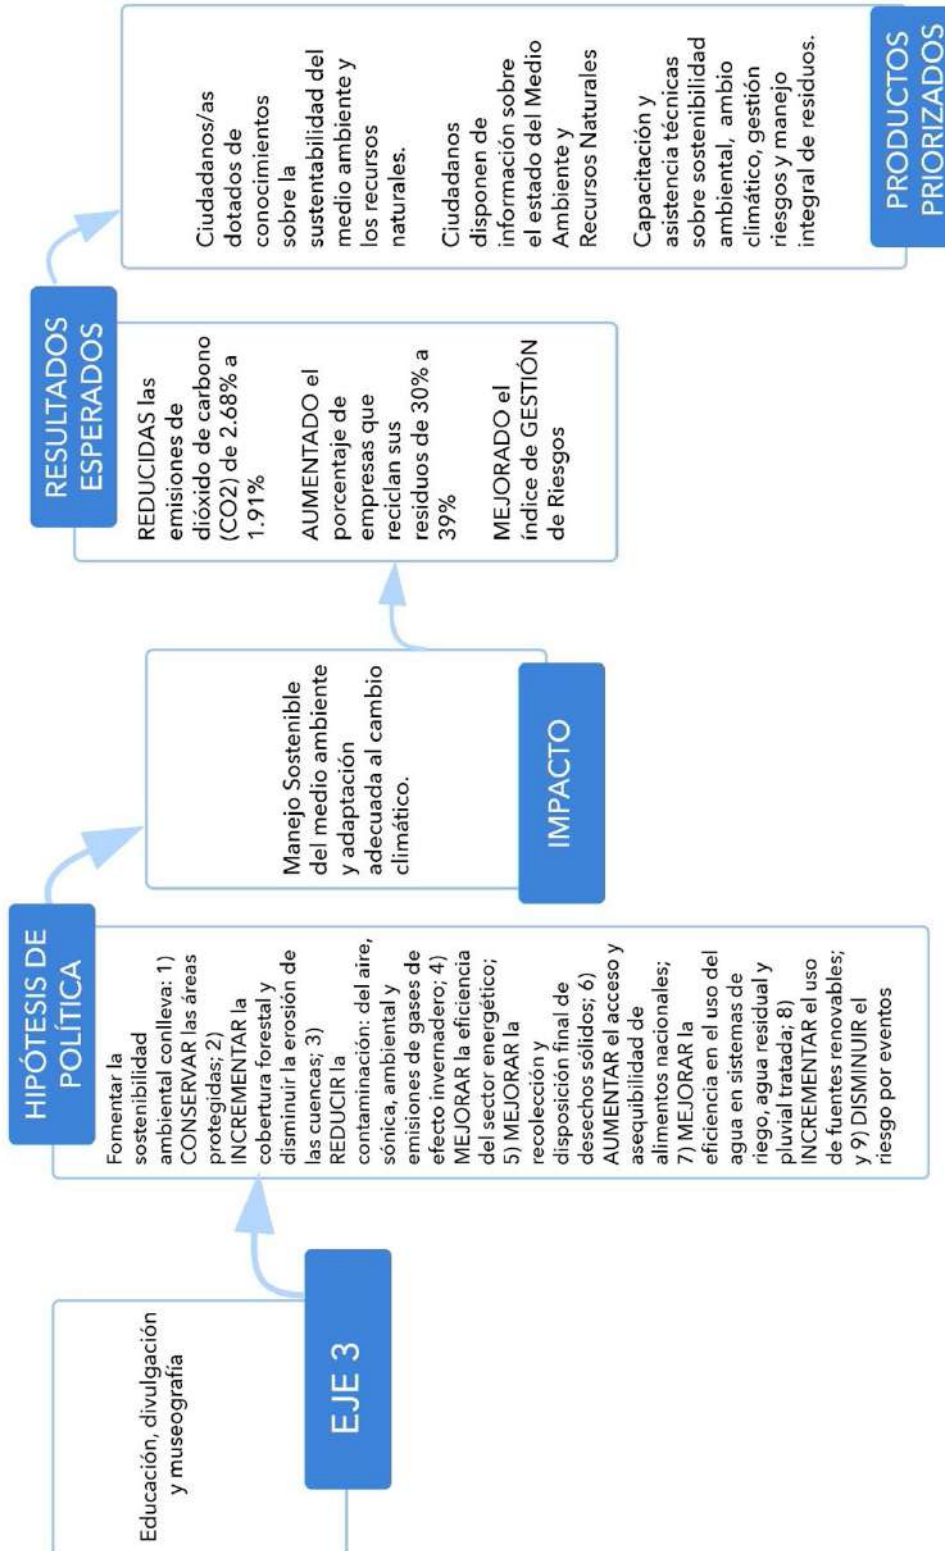 Educación, divulgación
y museografía
EJE 3
HIPÓTESIS DE
POLÍTICA
Fomentar la
sostenibilidad
ambiental conlleva: 1)
CONSERVAR las áreas
protegidas; 2)
INCREMENTAR la
cobertura forestal y
disminuir la erosión de
las cuencas; 3)
REDUCIR la
contaminación: del aire,
sónica, ambiental y
emisiones de gases de
efecto invernadero; 4)
MEJORAR la eficiencia
del sector energético;
5) MEJORAR la
recolección y
disposición final de
desechos sólidos; 6)
AUMENTAR el acceso y
asequibilidad de
alimentos nacionales;
7) MEJORAR la
eficiencia en el uso del
agua en sistemas de
riego, agua residual y
pluvial tratada; 8)
INCREMENTAR el uso
de fuentes renovables;
y 9) DISMINUIR el
riesgo por eventos
Manejo Sostenible
del medio ambiente
y adaptación
adecuada al cambio
climático.
IMPACTO
RESULTADOS
ESPERADOS
REDUCIDAS las
emisiones de
dióxido de carbono
(CO2) de 2.68% a
1.91%
AUMENTADO el
porcentaje de
empresas que
reciclan sus
residuos de 30% a
39%
MEJORADO el
índice de GESTIÓN
de Riesgos
Ciudadanos/as
dotados de
conocimientos
sobre la
sustentabilidad del
medio ambiente y
los recursos
naturales.
Ciudadanos
disponen de
información sobre
el estado del Medio
Ambiente y
Recursos Naturales
Capacitación y
asistencia técnicas
sobre sostenibilidad
ambiental, ambio
climático, gestión
riesgos y manejo
integral de residuos.
PRODUCTOS
PRIORIZADOS